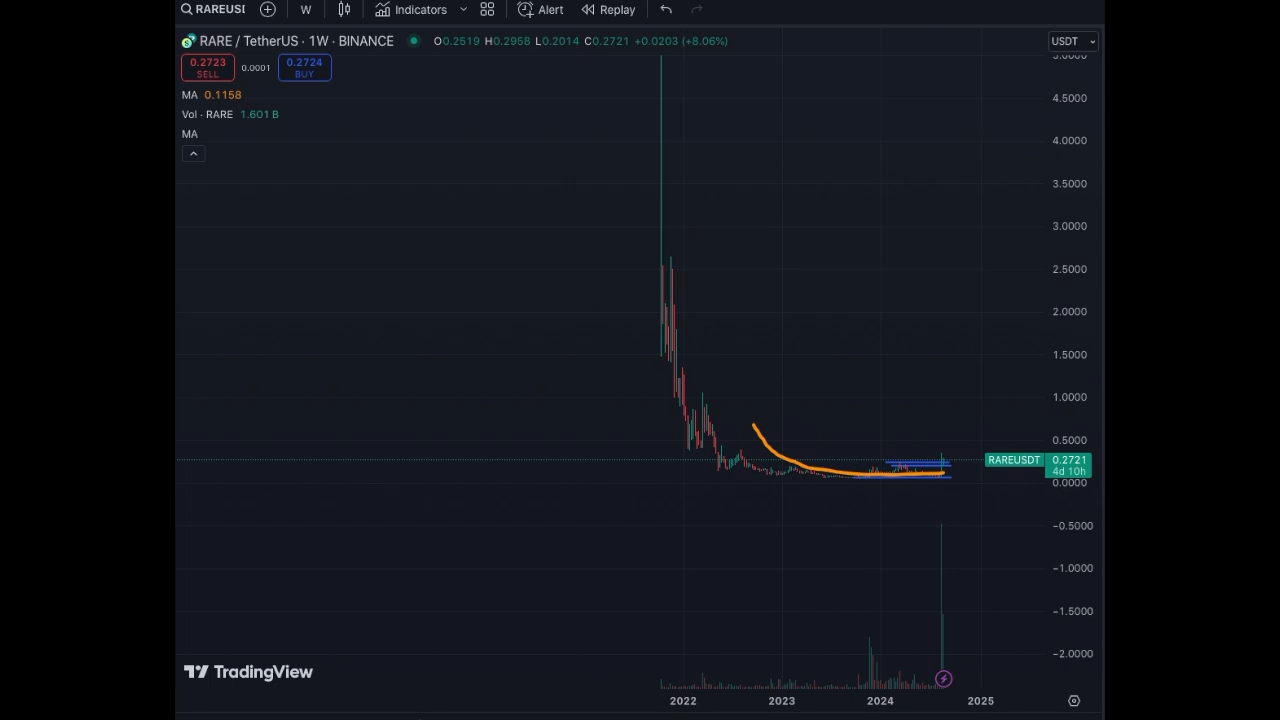 RAREUSI W Indicators Alert Replay
RARE / TetherUS · 1W · BINANCE O0.2519 H0.2958 L0.2014 C0.2721 +0.0203 (+8.06%) USDT
0.2723 0.0001 0.2724
SELL BUY
MA 0.1158
Vol · RARE 1.601 B
MA
5.0000
4.5000
4.0000
3.5000
3.0000
2.5000
2.0000
1.5000
1.0000
0.5000
RAREUSDT 0.2721
4d 10h
0.0000
−0.5000
−1.0000
−1.5000
−2.0000
TradingView
2022 2023 2024 2025